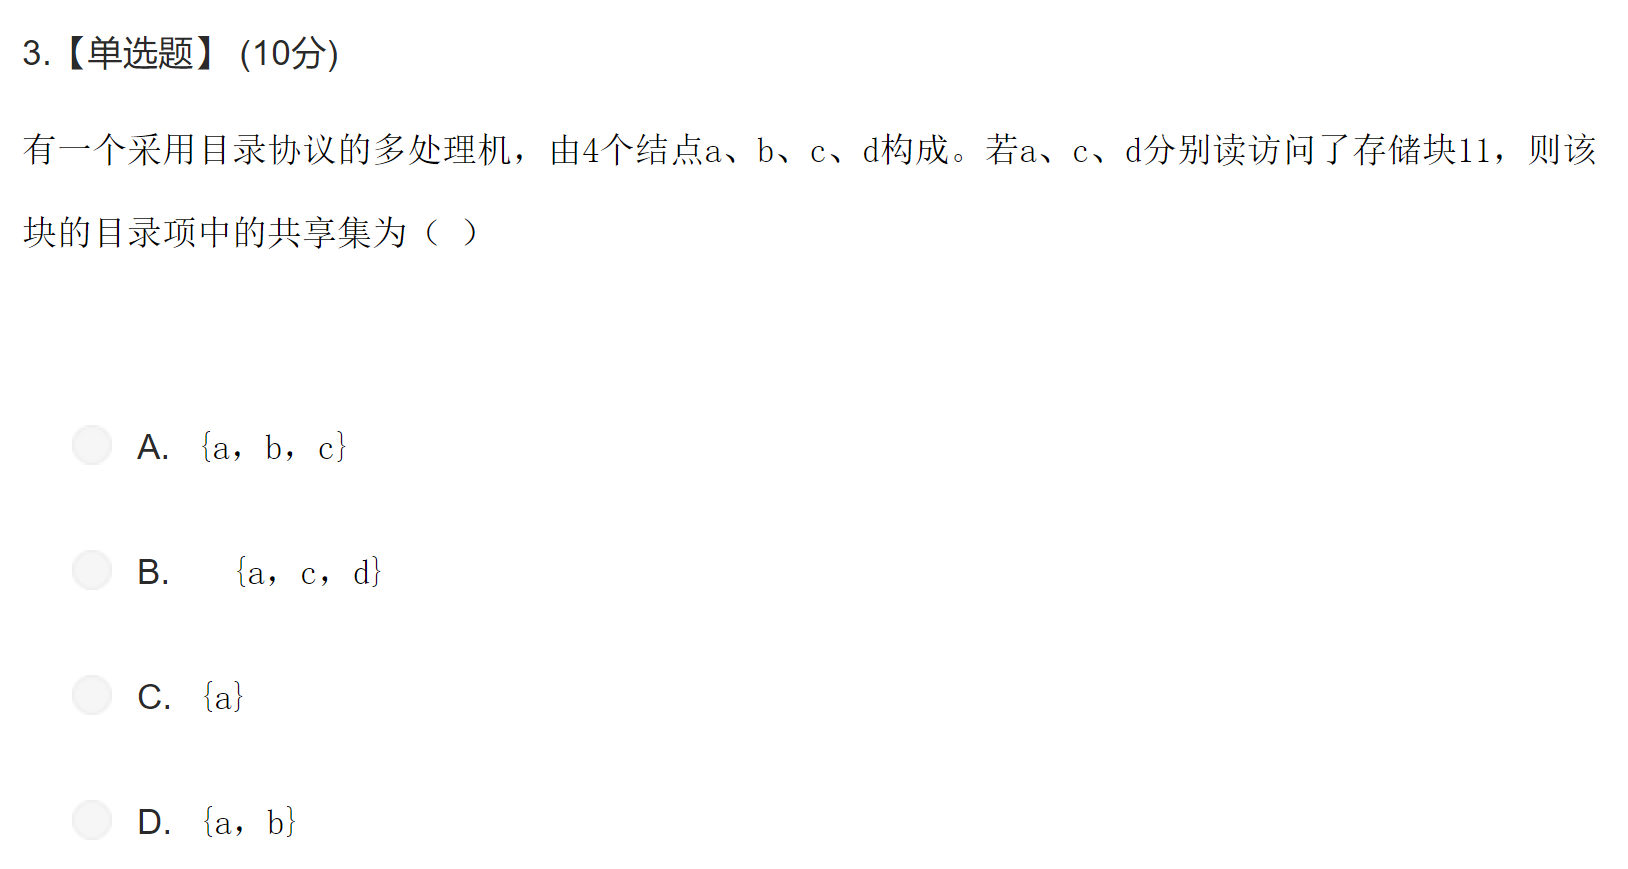 3.【单选题】 (10分)
有一个采用目录协议的多处理机，由4个结点a、b、c、d构成。若a、c、d分别读访问了存储块11，则该
块的目录项中的共享集为（ ）
A. {a，b，c}
B. {a，c，d}
C. {a}
D. {a，b}